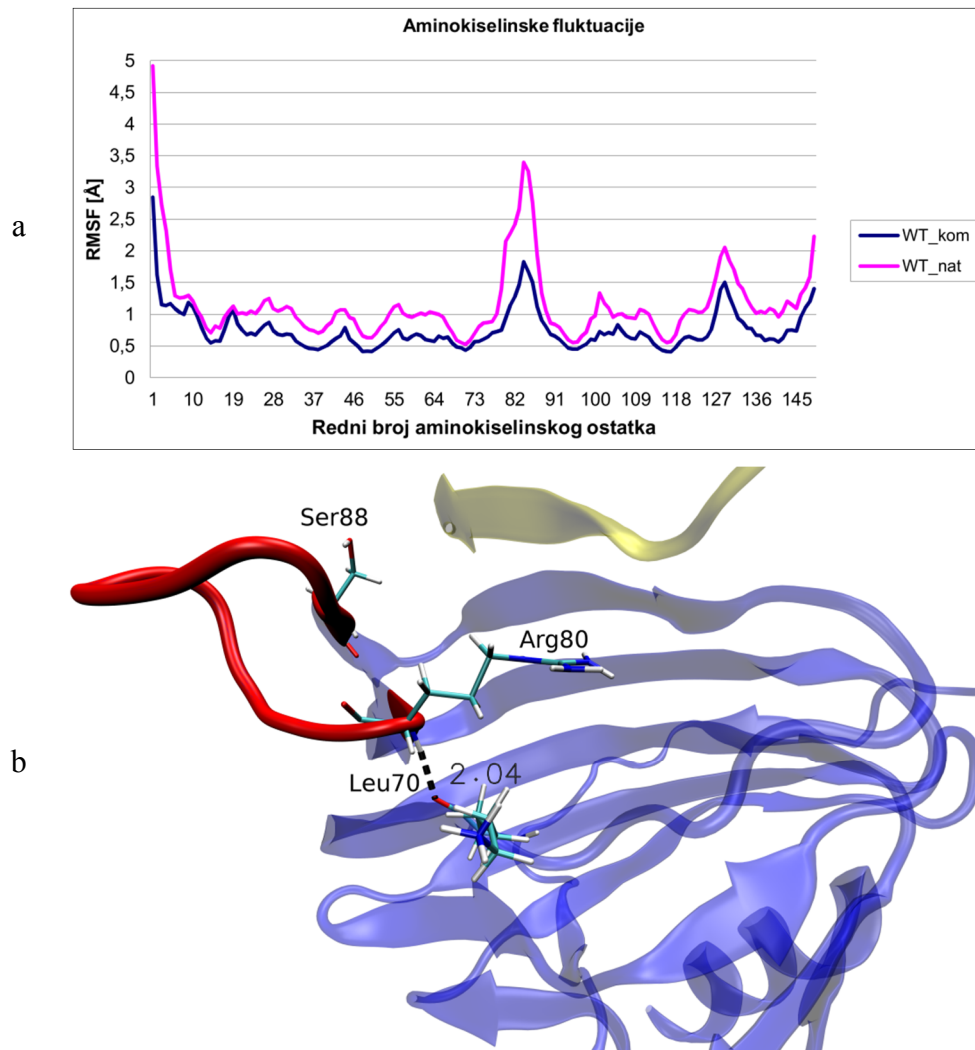 Aminokiselinske fluktuacije
a
RMSF [Å]
5
4,5
4
3,5
3
2,5
2
1,5
1
0,5
0
1 10 19 28 37 46 55 64 73 82 91 100 109 118 127 136 145
Redni broj aminokiselinskog ostatka
WT_kom
WT_nat
b
Ser88
Arg80
Leu70
2.04